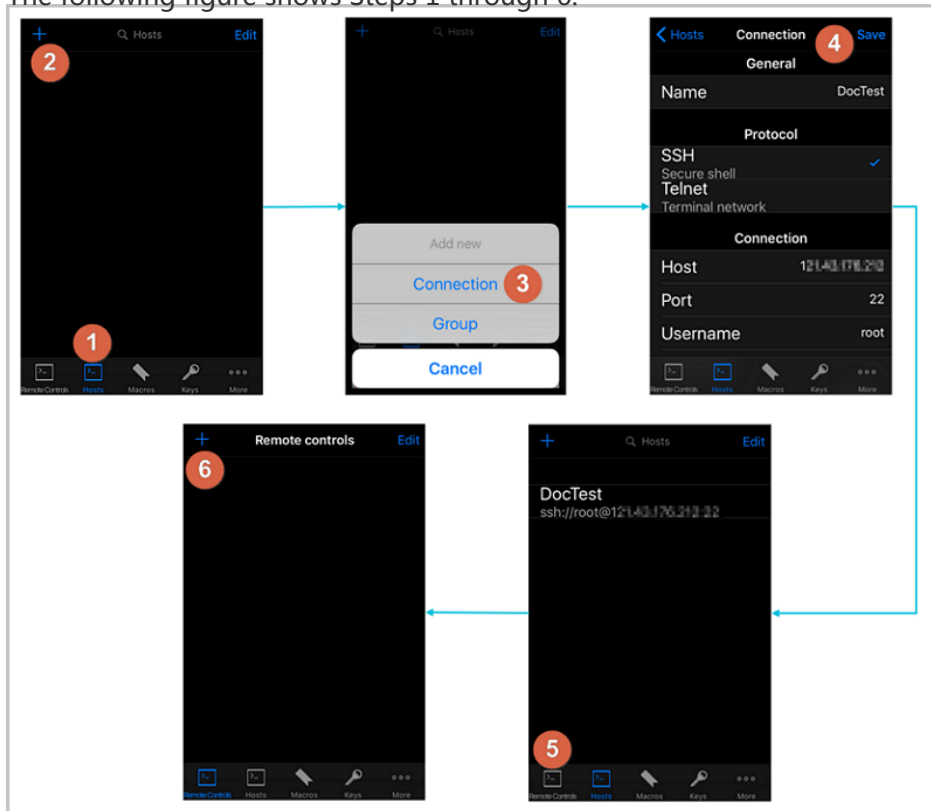 The following figure shows Steps 1 through 6.
+ Hosts Edit
2
1
Remote Controls Hosts Macros Keys More
+ Hosts Edit
Add new
Connection 3
Group
Cancel
Hosts Connection 4 Save
General
Name DocTest
Protocol
SSH
Secure shell
Telnet
Terminal network
Connection
Host
Port 22
Username root
Remote Controls Hosts Macros Keys More
+ Remote controls Edit
6
Remote Controls Hosts Macros Keys More
+ Hosts Edit
DocTest
ssh://root@
5
Remote Controls Hosts Macros Keys More